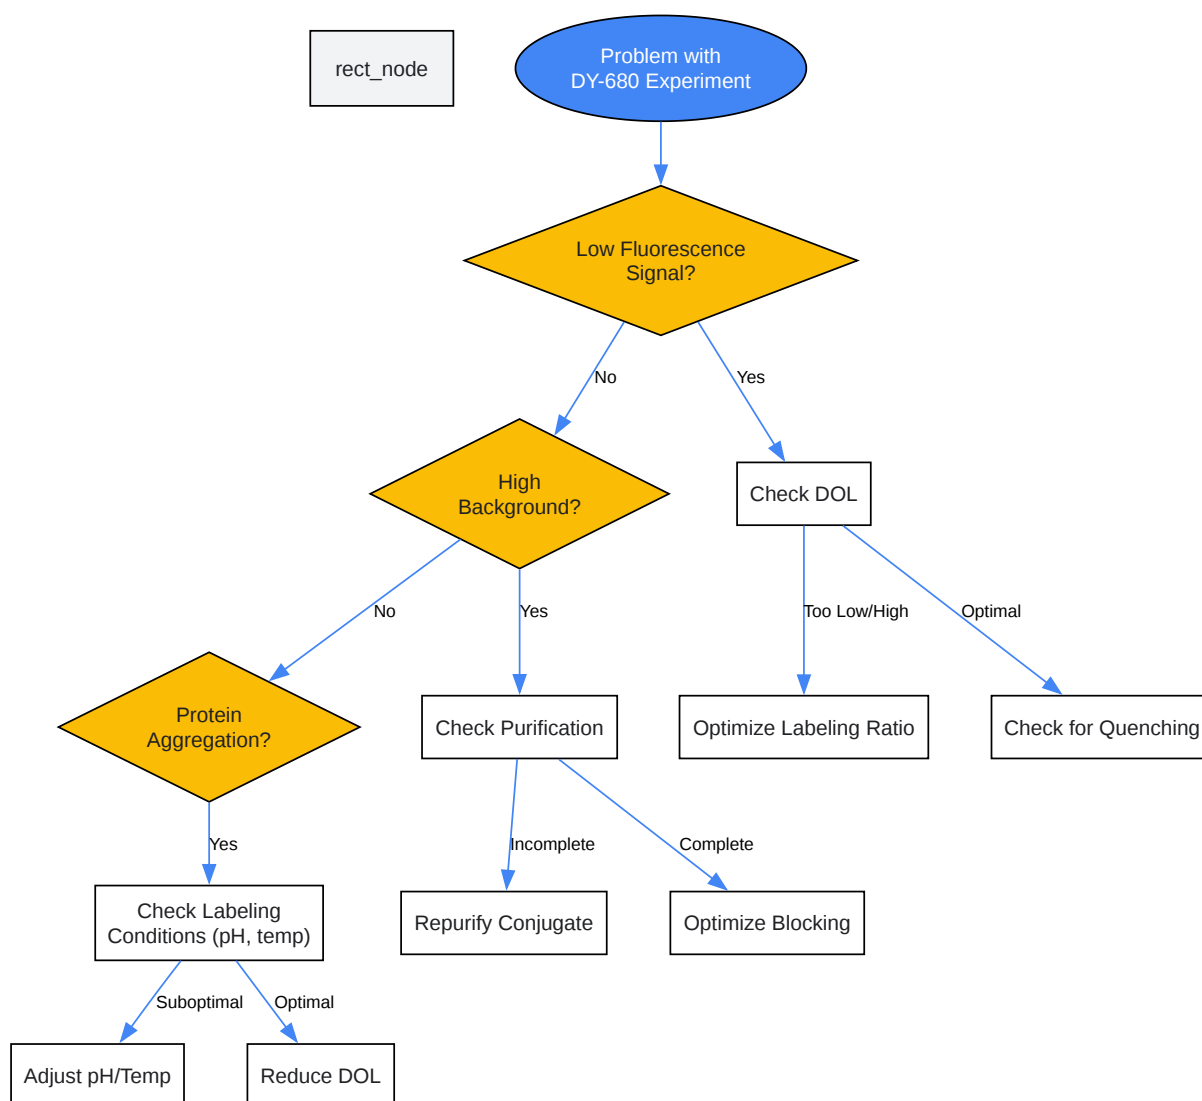 rect_node
Problem with
DY-680 Experiment
Low Fluorescence
Signal?
No
Yes
High
Background?
Check DOL
No
Yes
Too Low/High
Optimal
Protein
Aggregation?
Check Purification
Optimize Labeling Ratio
Check for Quenching
Yes
Incomplete
Complete
Check Labeling
Conditions (pH, temp)
Repurify Conjugate
Optimize Blocking
Suboptimal
Optimal
Adjust pH/Temp
Reduce DOL